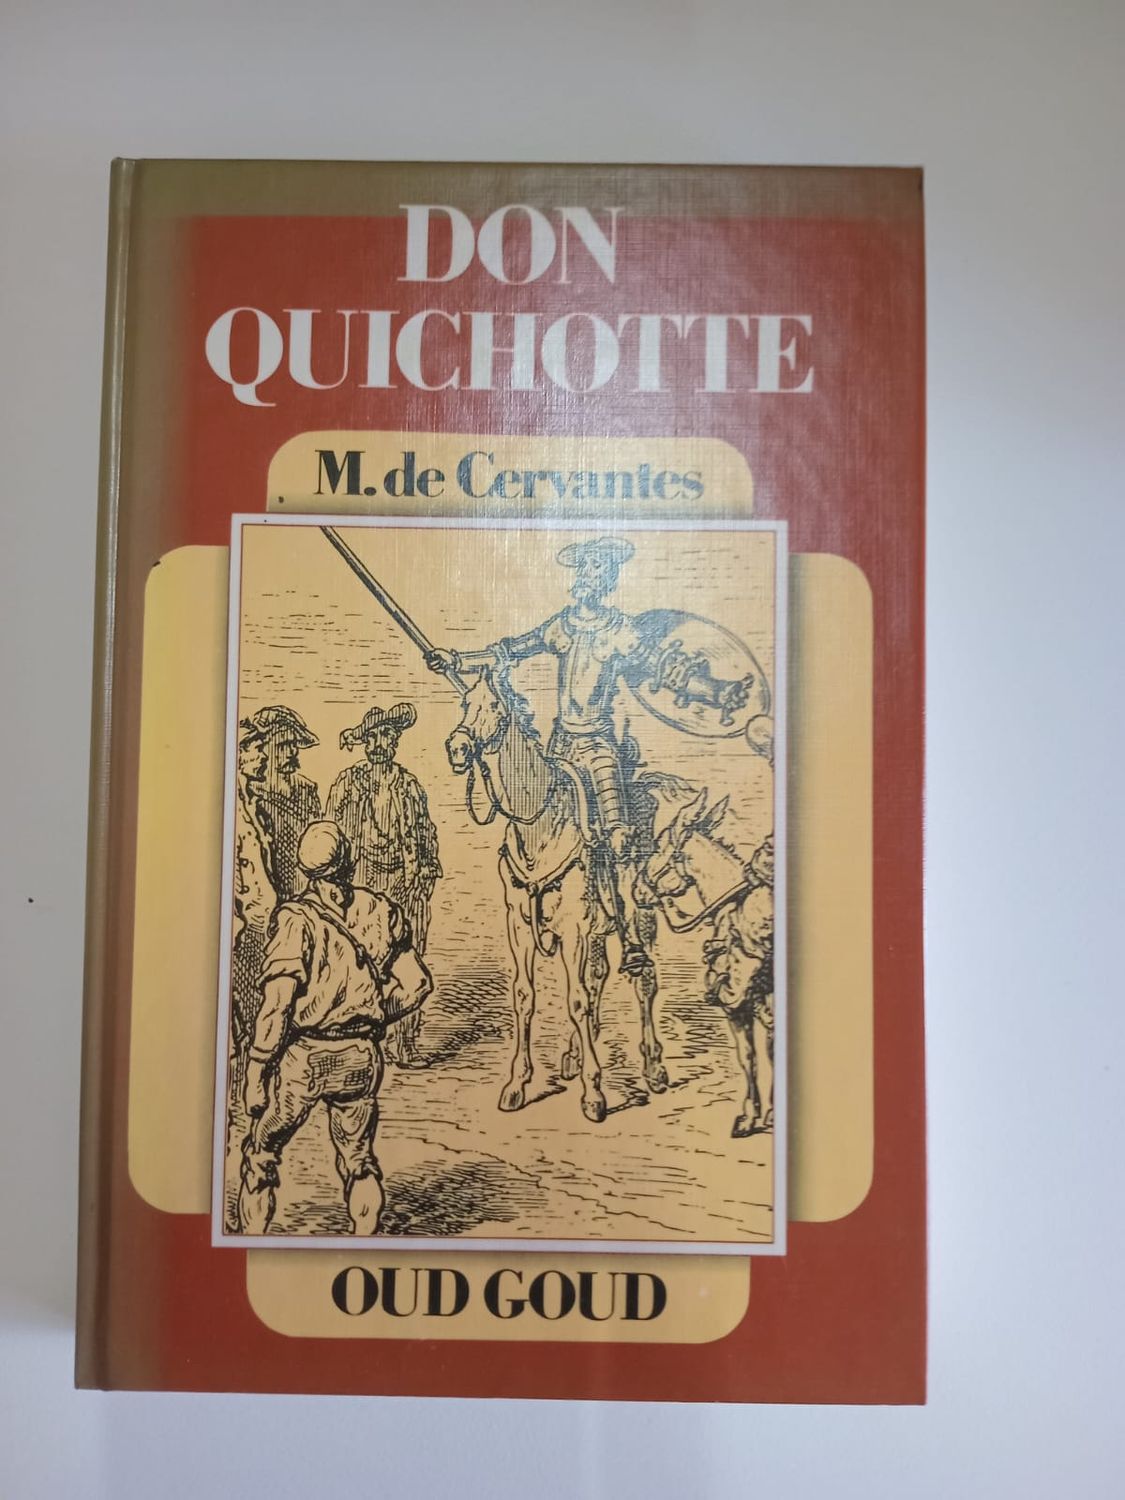 DON
QUICHOTTE
M. de Cervantes
OUD GOUD